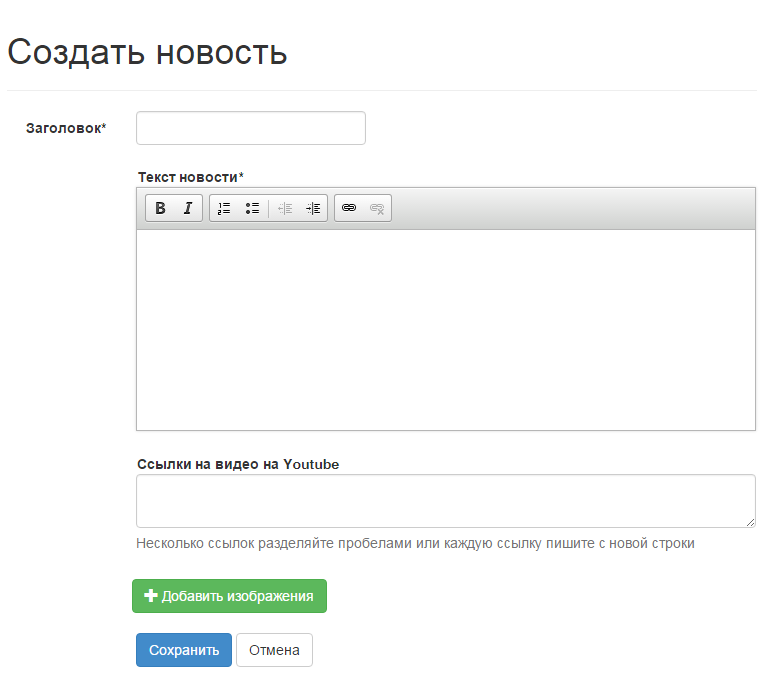 Создать новость
Заголовок*
Текст новости*
B I
Ссылки на видео на Youtube
Несколько ссылок разделяйте пробелами или каждую ссылку пишите с новой строки
Добавить изображения
Сохранить Отмена